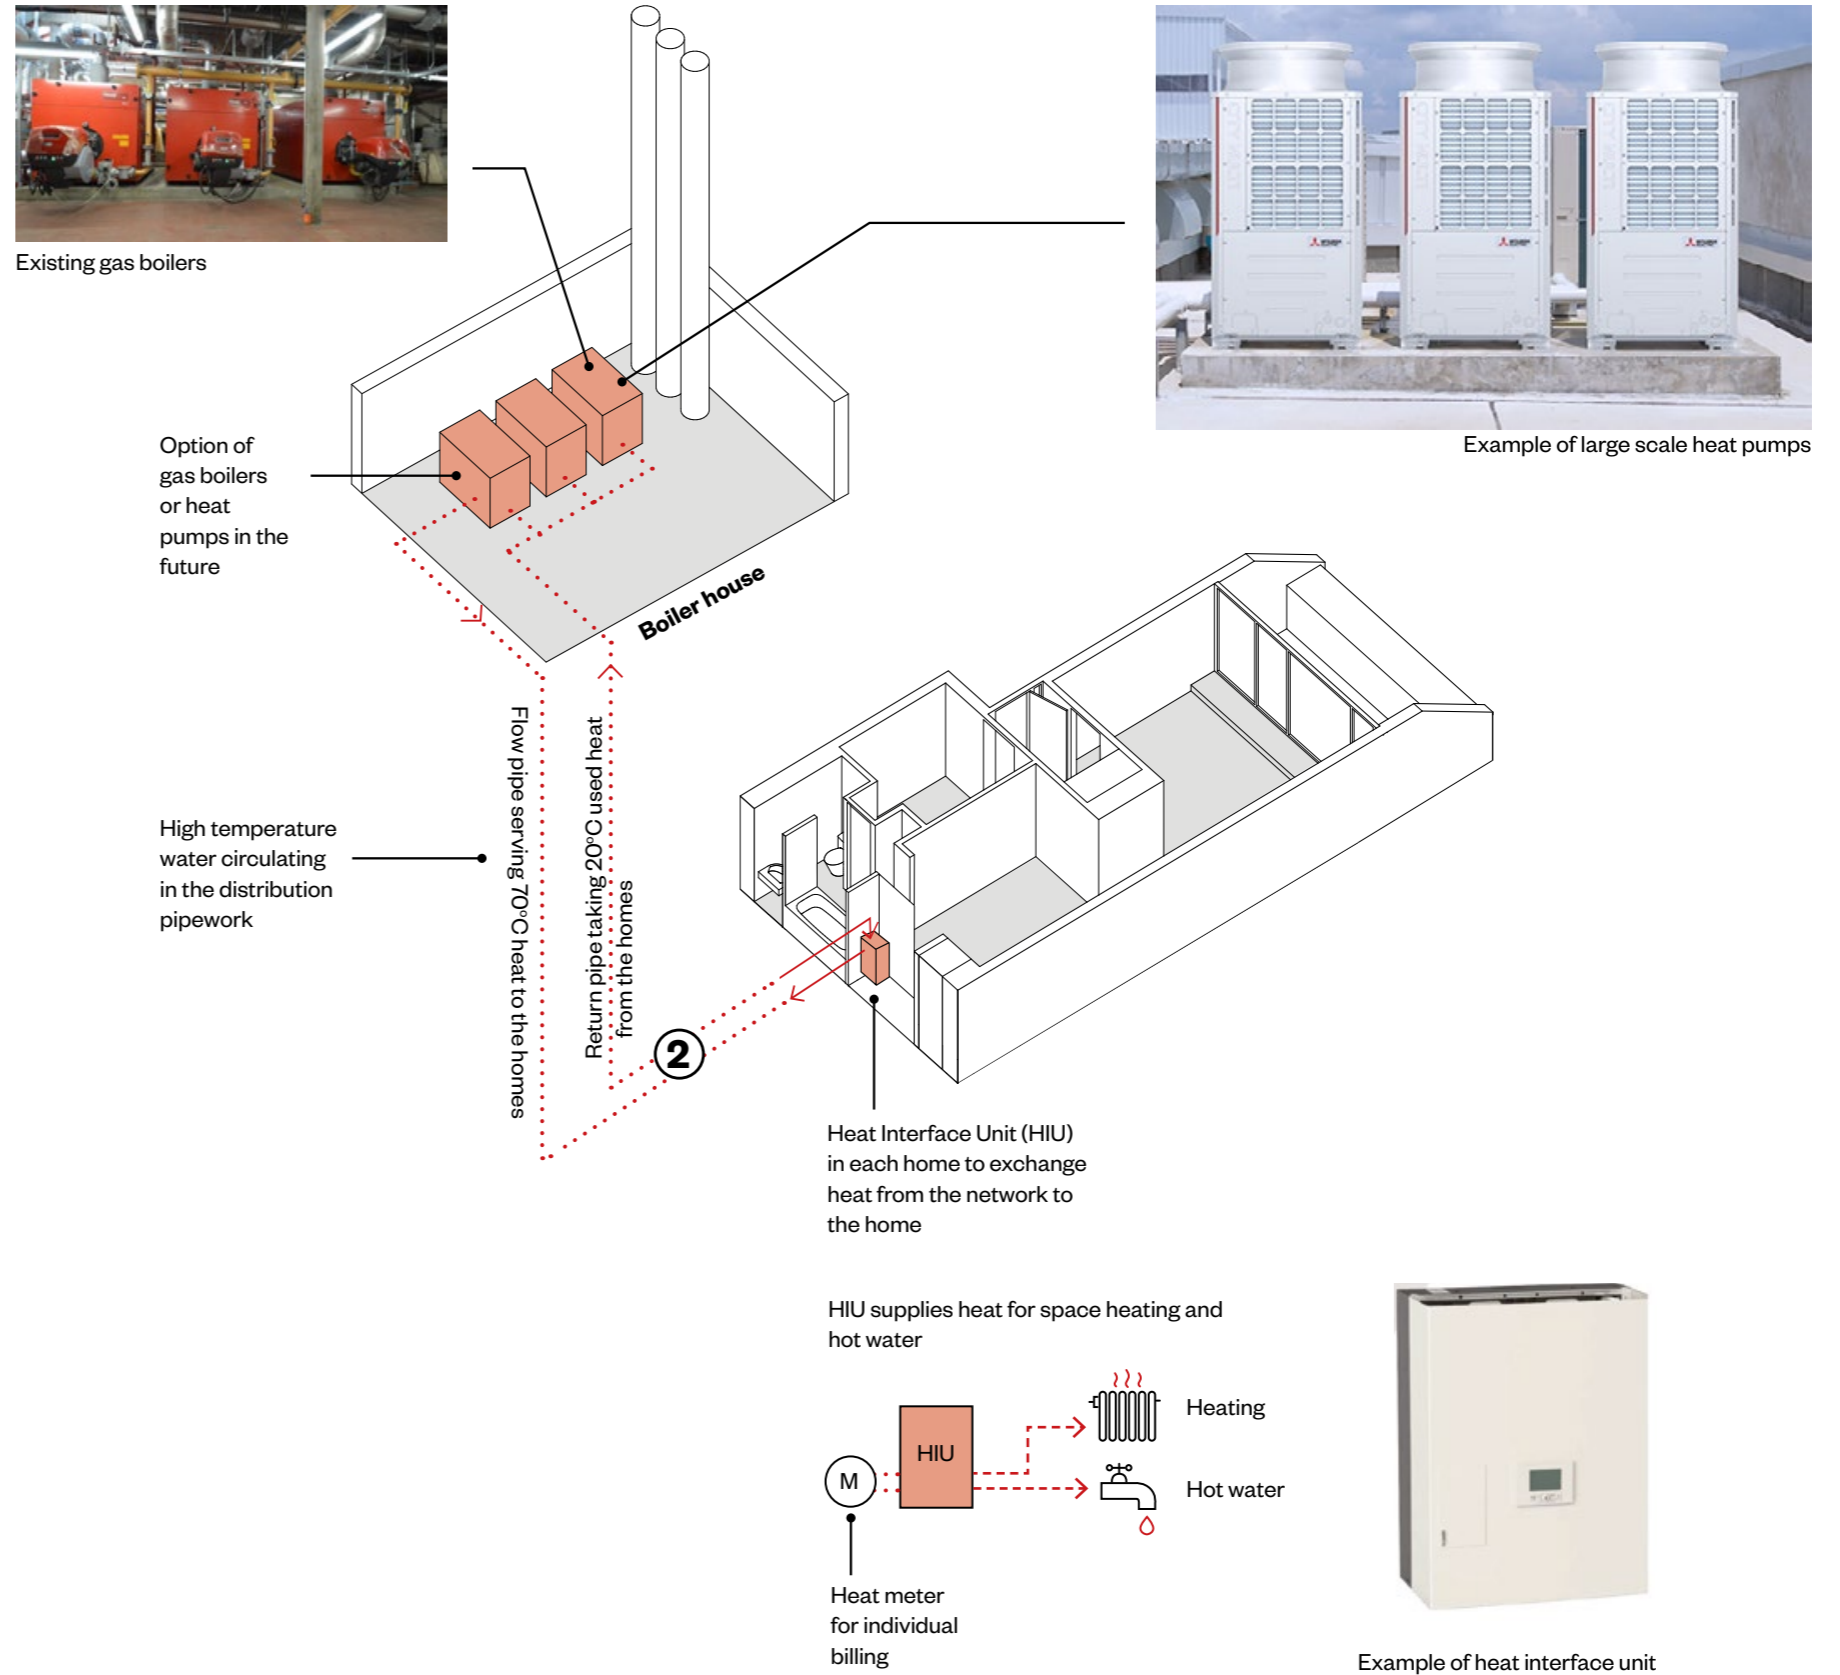 Existing gas boilers
Example of large scale heat pumps
Option of
gas boilers
or heat
pumps in the
future
Boiler house
High temperature
water circulating
in the distribution
pipework
Flow pipe serving 70°C heat to the homes
Return pipe taking 20°C used heat
from the homes
2
Heat Interface Unit (HIU)
in each home to exchange
heat from the network to
the home
HIU supplies heat for space heating and
hot water
HIU
M
Heating
Hot water
Heat meter
for individual
billing
Example of heat interface unit